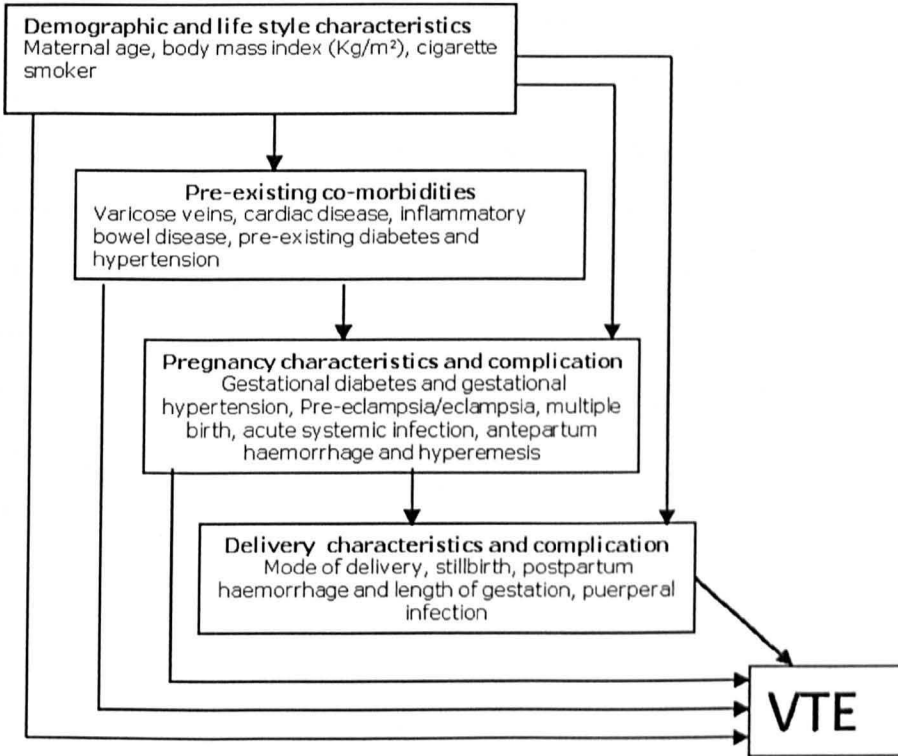 Demographic and life style characteristics
Maternal age, body mass index (Kg/m²), cigarette
smoker
Pre-existing co-morbidities
Varicose veins, cardiac disease, inflammatory
bowel disease, pre-existing diabetes and
hypertension
Pregnancy characteristics and complication
Gestational diabetes and gestational
hypertension, Pre-eclampsia/eclampsia, multiple
birth, acute systemic infection, antepartum
haemorrhage and hyperemesis
Delivery characteristics and complication
Mode of delivery, stillbirth, postpartum
haemorrhage and length of gestation, puerperal
infection
VTE